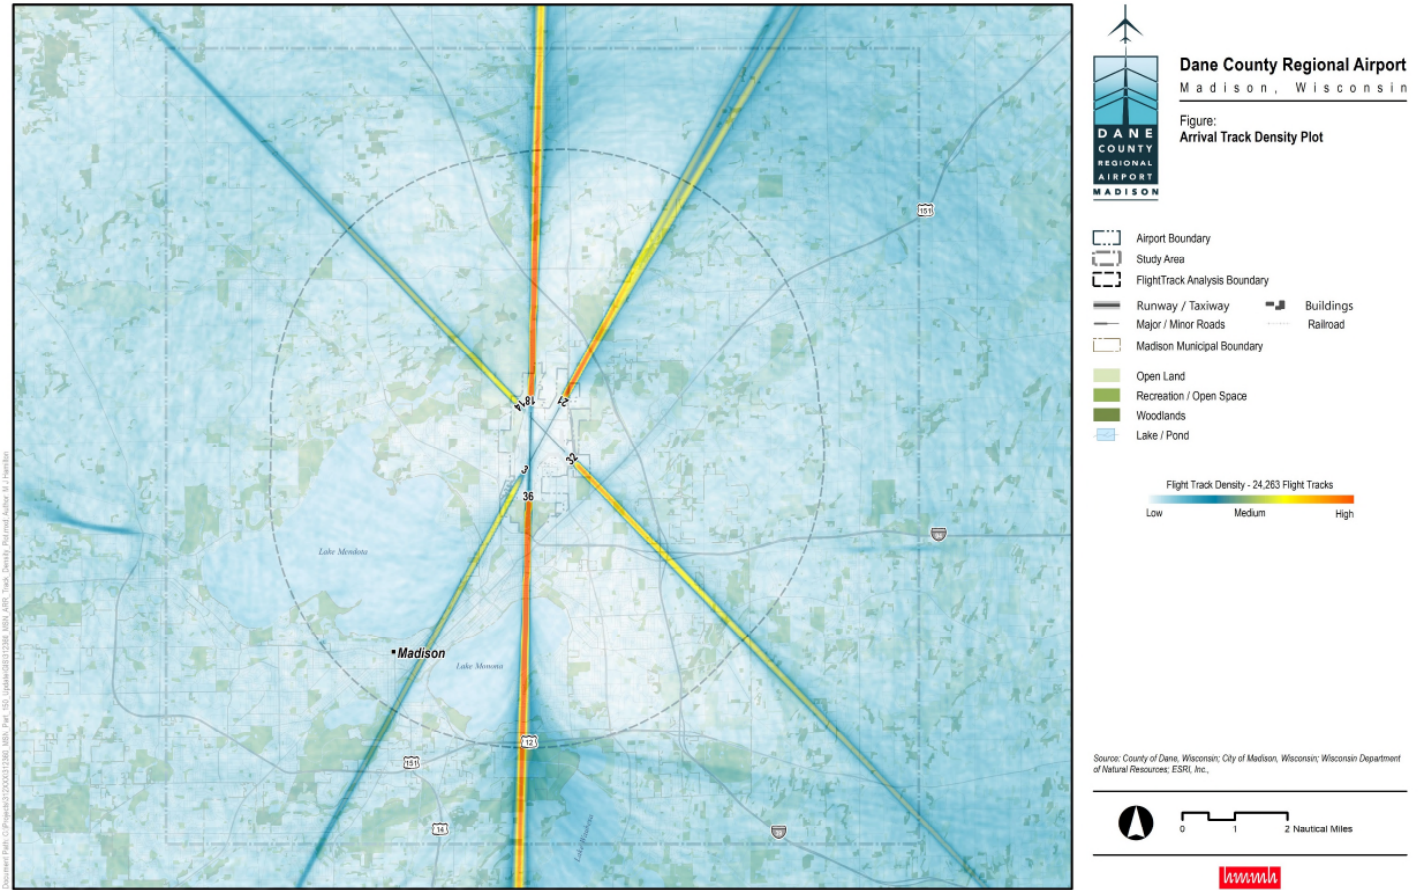 Dane County Regional Airport
Madison, Wisconsin
Figure:
Arrival Track Density Plot
DANE
COUNTY
REGIONAL
AIRPORT
MADISON
Airport Boundary
Study Area
FlightTrack Analysis Boundary
Runway / Taxiway
Buildings
Major / Minor Roads
Railroad
Madison Municipal Boundary
Open Land
Recreation / Open Space
Woodlands
Lake / Pond
Flight Track Density - 24,263 Flight Tracks
Low
Medium
High
151
14
18
21
32
3
36
Lake Mendota
Madison
Lake Monona
12
151
14
Source: County of Dane, Wisconsin; City of Madison, Wisconsin; Wisconsin Department
of Natural Resources; ESRI, Inc.,
0 1 2 Nautical Miles
hmmh